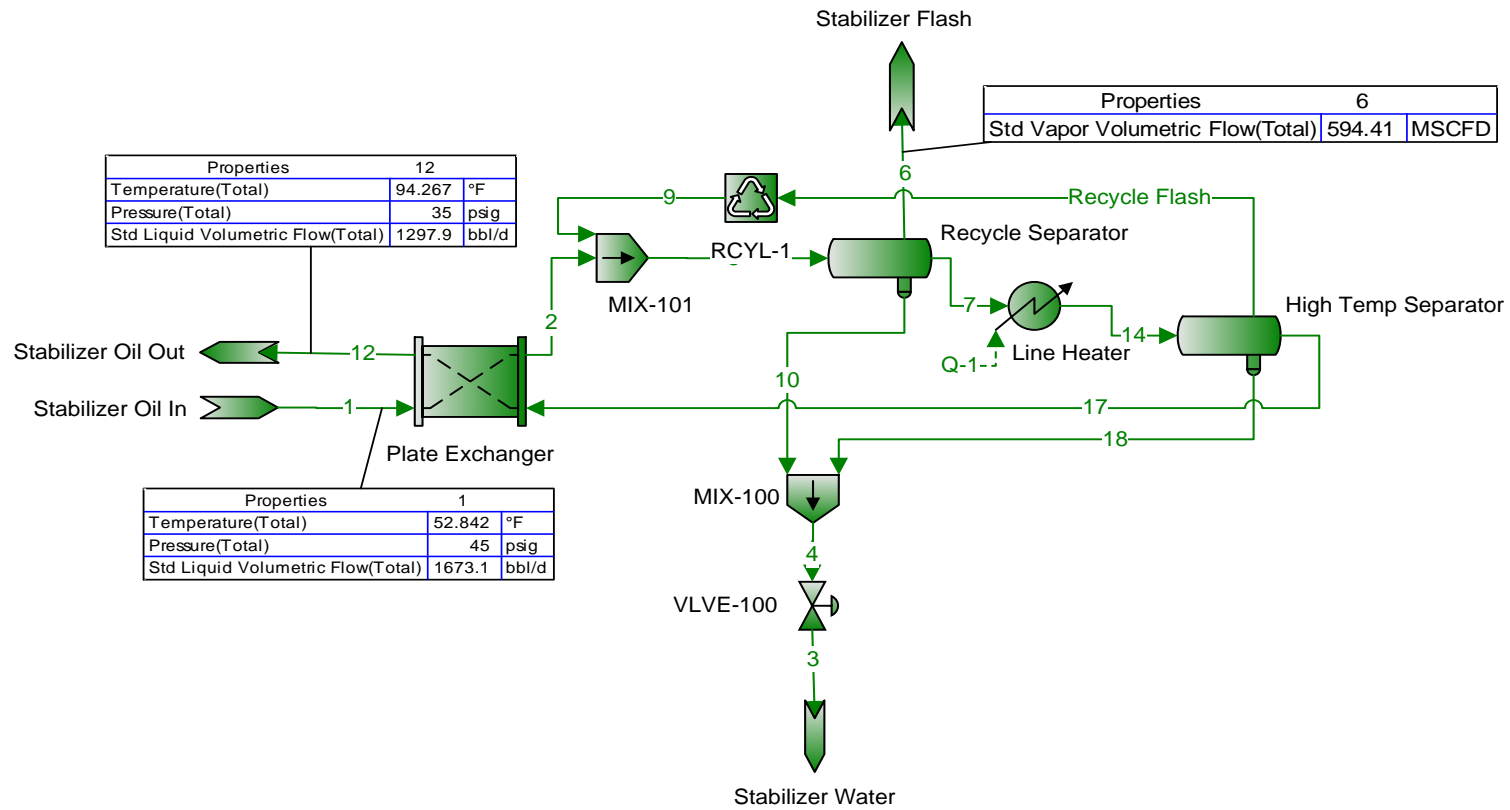 Stabilizer Flash
Properties 6
Std Vapor Volumetric Flow(Total) 594.41 MSCFD
Properties 12
Temperature(Total) 94.267 °F
Pressure(Total) 35 psig
Std Liquid Volumetric Flow(Total) 1297.9 bbl/d
6
9
Recycle Flash
RCYL-1
Recycle Separator
MIX-101
7
High Temp Separator
2
14
Line Heater
Stabilizer Oil Out
12
Q-1
10
Stabilizer Oil In
1
17
18
Plate Exchanger
MIX-100
Properties 1
Temperature(Total) 52.842 °F
Pressure(Total) 45 psig
Std Liquid Volumetric Flow(Total) 1673.1 bbl/d
4
VLVE-100
3
Stabilizer Water